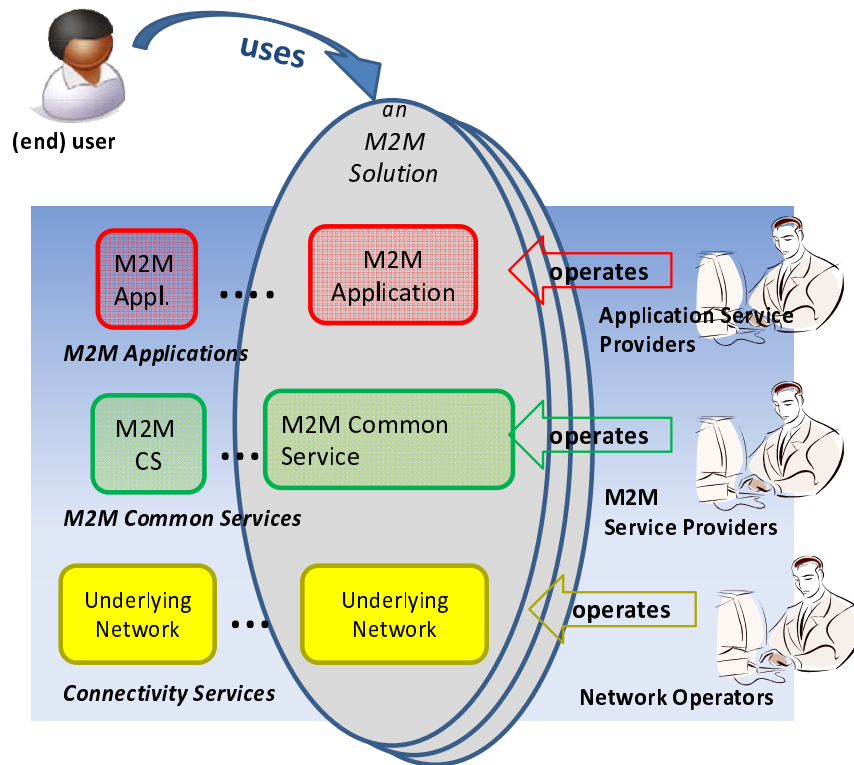 uses
(end) user
an
M2M
Solution
M2M
Appl.
....
M2M
Application
operates
Application Service
Providers
M2M Applications
M2M
CS
...
M2M Common
Service
operates
M2M Common Services
M2M
Service Providers
Underlying
Network
...
Underlying
Network
operates
Connectivity Services
Network Operators